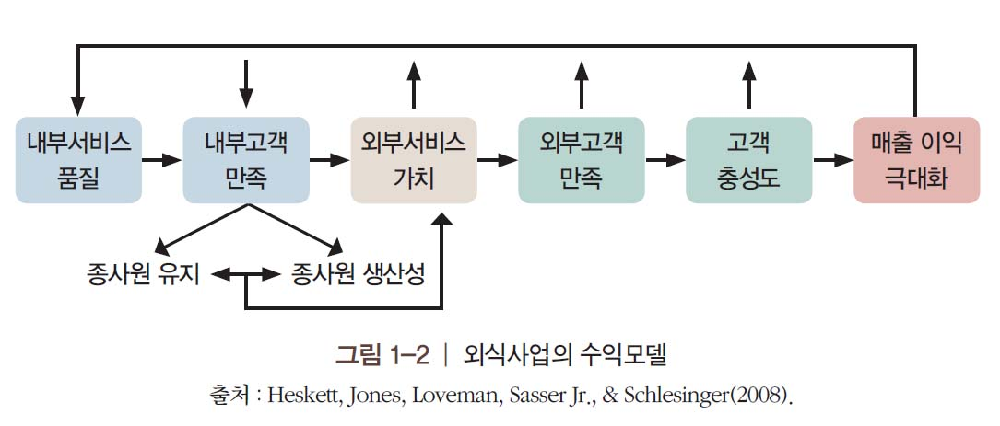 내부서비스
품질
내부고객
만족
외부서비스
가치
외부고객
만족
고객
충성도
매출 이익
극대화
종사원 유지
종사원 생산성
그림 1-2 | 외식사업의 수익모델
출처 : Heskett, Jones, Loveman, Sasser Jr., & Schlesinger(2008).